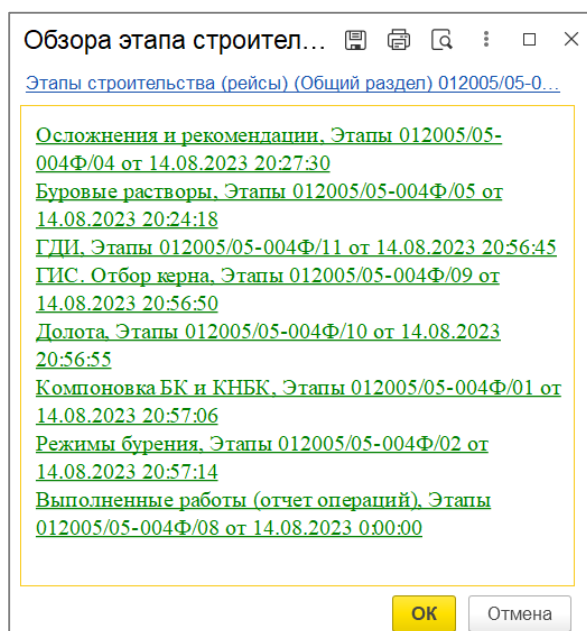 Обзора этапа строител...
Этапы строительства (рейсы) (Общий раздел) 012005/05-0...
Осложнения и рекомендации, Этапы 012005/05-
004Ф/04 от 14.08.2023 20:27:30
Буровые растворы, Этапы 012005/05-004Ф/05 от
14.08.2023 20:24:18
ГДИ, Этапы 012005/05-004Ф/11 от 14.08.2023 20:56:45
ГИС. Отбор керна, Этапы 012005/05-004Ф/09 от
14.08.2023 20:56:50
Долота, Этапы 012005/05-004Ф/10 от 14.08.2023
20:56:55
Компоновка БК и КНБК, Этапы 012005/05-004Ф/01 от
14.08.2023 20:57:06
Режимы бурения, Этапы 012005/05-004Ф/02 от
14.08.2023 20:57:14
Выполненные работы (отчет операций), Этапы
012005/05-004Ф/08 от 14.08.2023 0:00:00
ОК Отмена